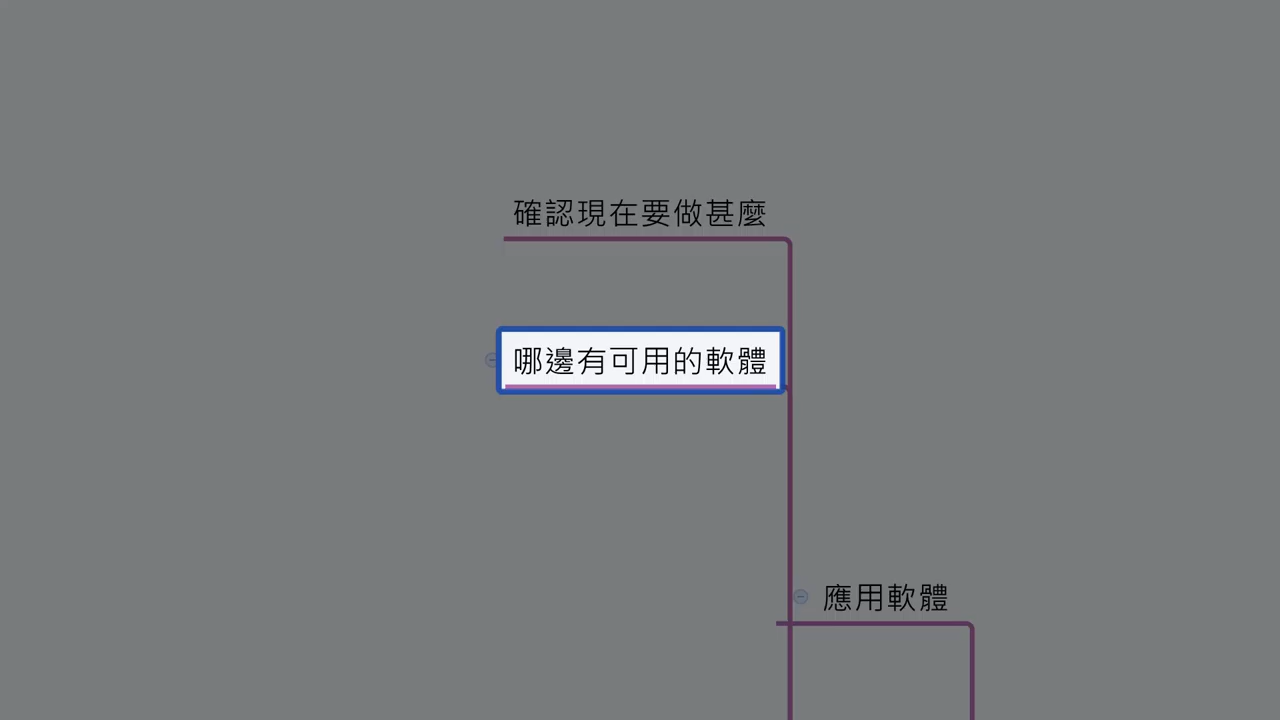 確認現在要做甚麼
哪邊有可用的軟體
應用軟體